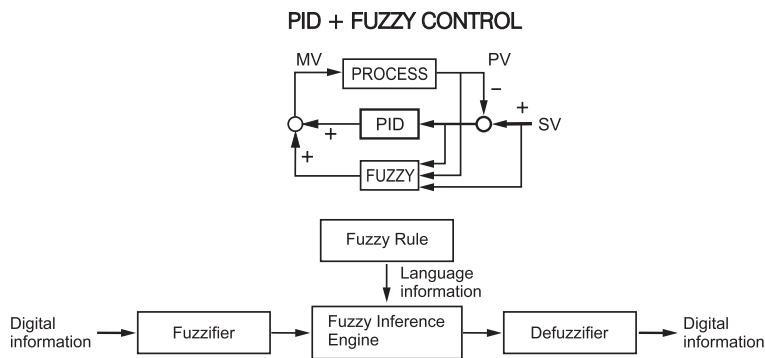 PID + FUZZY CONTROL
MV
PROCESS
PV
−
+
PID
+
SV
+
FUZZY
Fuzzy Rule
Language
information
Digital
information
Fuzzifier
Fuzzy Inference
Engine
Defuzzifier
Digital
information